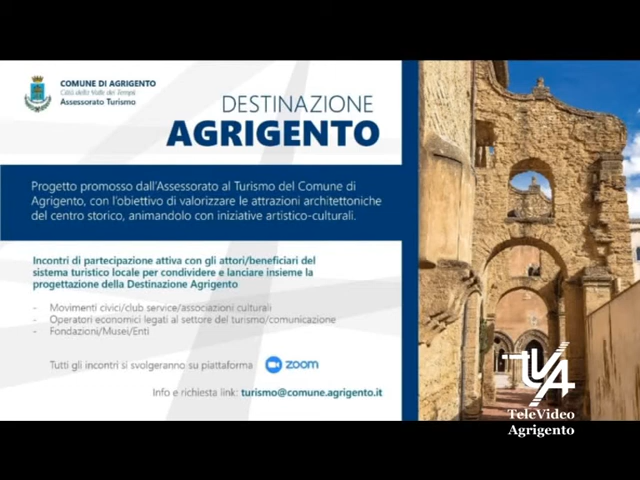 COMUNE DI AGRIGENTO
Città della Valle dei Templi
Assessorato Turismo
DESTINAZIONE
AGRIGENTO
Progetto promosso dall'Assessorato al Turismo del Comune di
Agrigento, con l'obiettivo di valorizzare le attrazioni architettoniche
del centro storico, animandolo con iniziative artistico-culturali.
Incontri di partecipazione attiva con gli attori/beneficiari del
sistema turistico locale per condividere e lanciare insieme la
progettazione della Destinazione Agrigento
- Movimenti civici/club service/associazioni culturali
- Operatori economici legati al settore del turismo/comunicazione
- Fondazioni/Musei/Enti
Tutti gli incontri si svolgeranno su piattaforma zoom
Info e richiesta link: turismo@comune.agrigento.it
TVA
TeleVideo
Agrigento